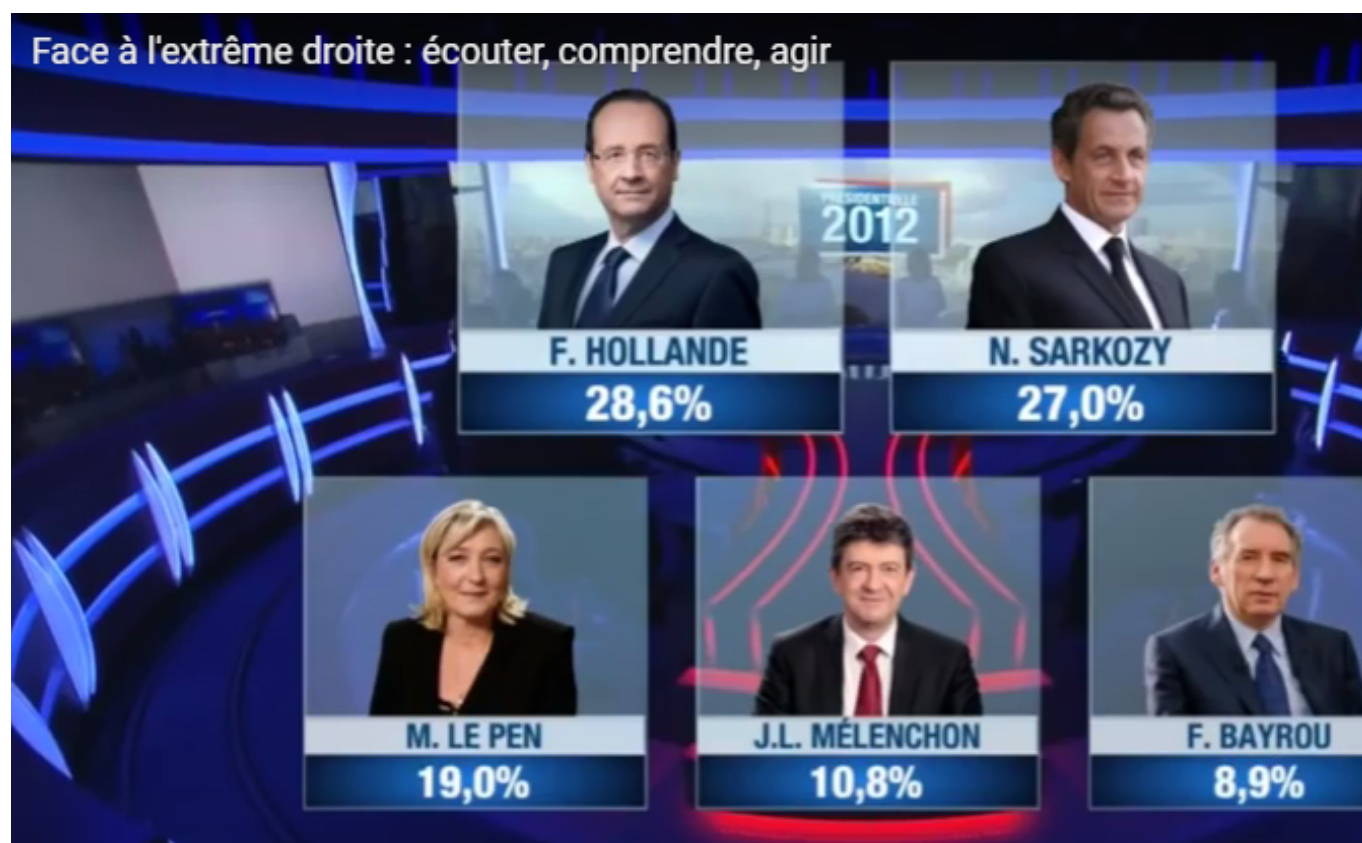 Face à l'extrême droite : écouter, comprendre, agir
PRÉSIDENTIELLE
2012
F. HOLLANDE
28,6%
N. SARKOZY
27,0%
M. LE PEN
19,0%
J.L. MÉLENCHON
10,8%
F. BAYROU
8,9%